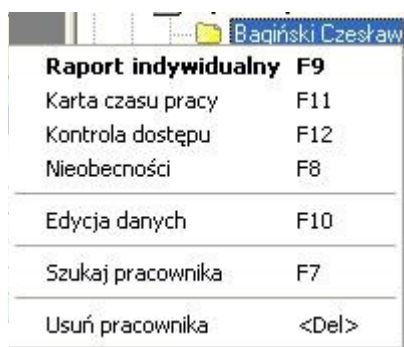 Bagiński Czesław
Raport indywidualny F9
Karta czasu pracy F11
Kontrola dostępu F12
Nieobecności F8
Edycja danych F10
Szukaj pracownika F7
Usuń pracownika <Del>